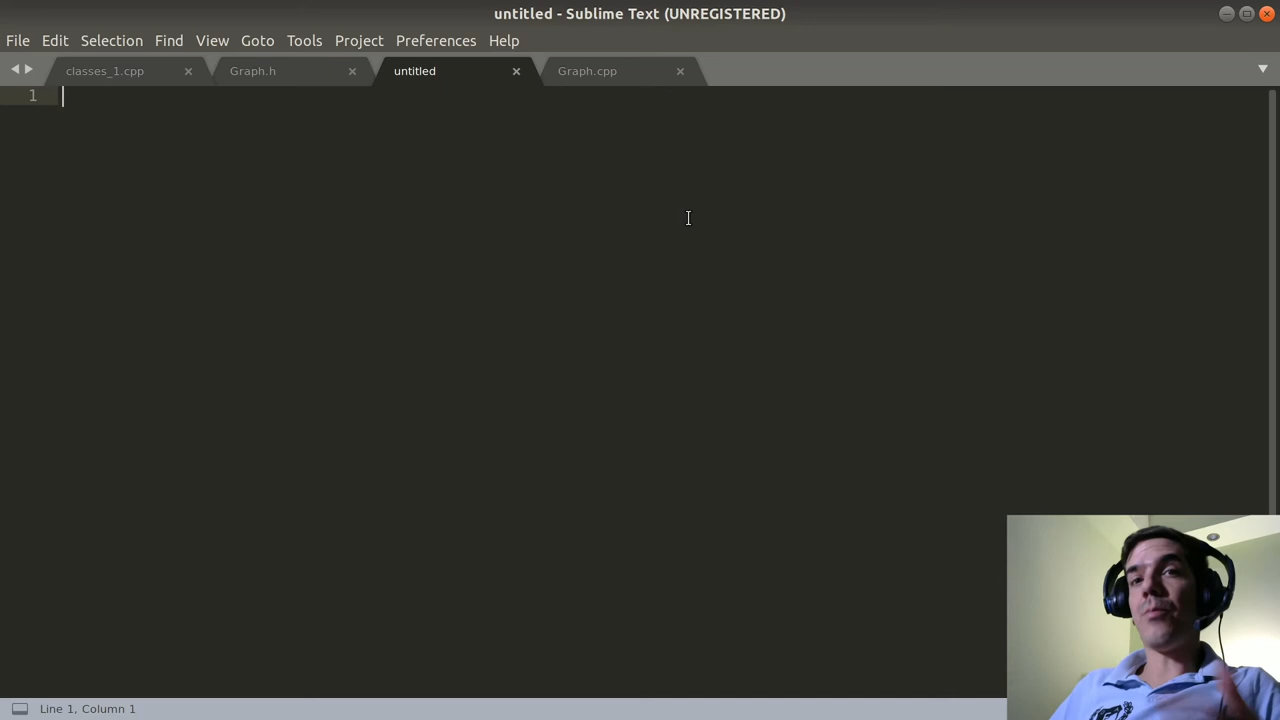 untitled - Sublime Text (UNREGISTERED)
File Edit Selection Find View Goto Tools Project Preferences Help
classes_1.cpp Graph.h untitled Graph.cpp
1
Line 1, Column 1